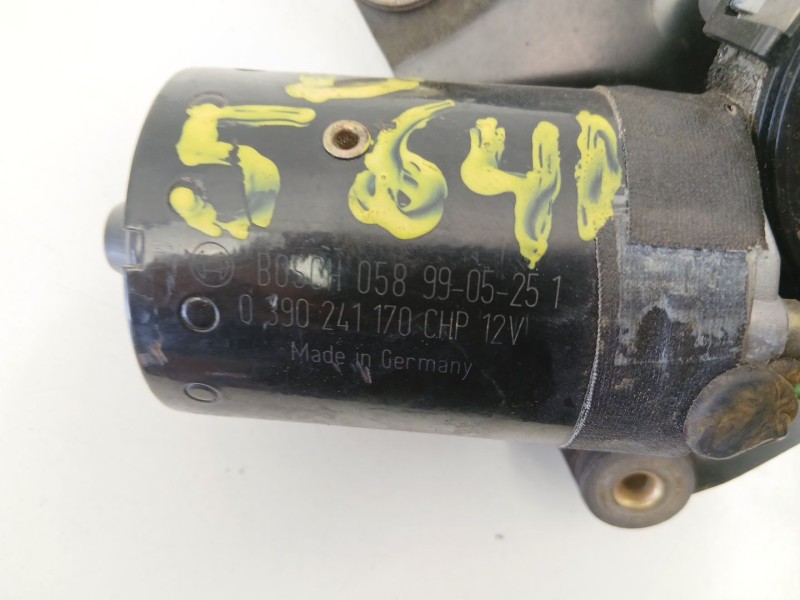 5640
BOSCH 058 99-05-25 1
0 390 241 170 CHP 12V
Made in Germany